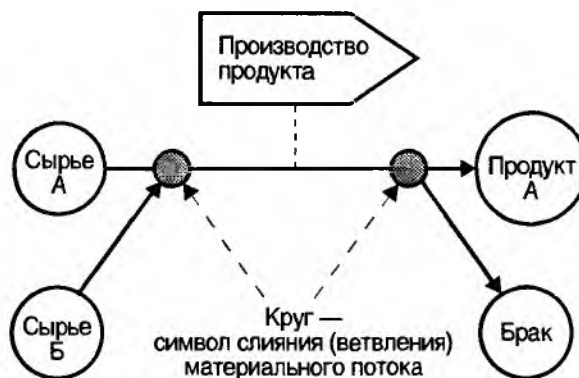 Производство
продукта
Сырье
А
Продукт
А
Сырье
Б
Круг —
символ слияния (ветвления)
материального потока
Брак